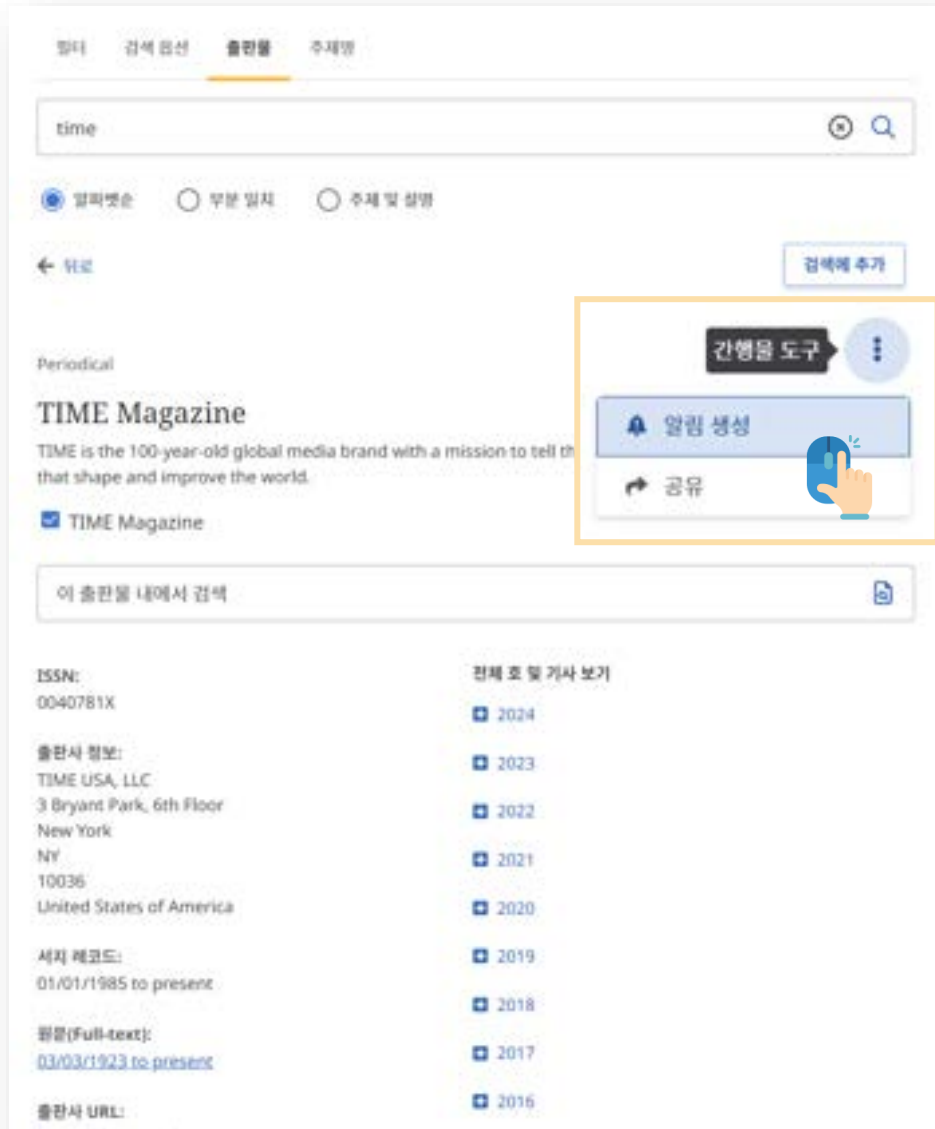 필터 검색 옵션 출판물 주제명
time
알파벳순 부분 일치 주제 및 설명
뒤로 검색에 추가
간행물 도구
Periodical
TIME Magazine
알림 생성
TIME is the 100-year-old global media brand with a mission to tell th
that shape and improve the world.
공유
TIME Magazine
이 출판물 내에서 검색
ISSN:
0040781X
출판사 정보:
TIME USA, LLC
3 Bryant Park, 6th Floor
New York
NY
10036
United States of America
서지 레코드:
01/01/1985 to present
원문(Full-text):
03/03/1923 to present
출판사 URL:
전체 호 및 기사 보기
2024
2023
2022
2021
2020
2019
2018
2017
2016